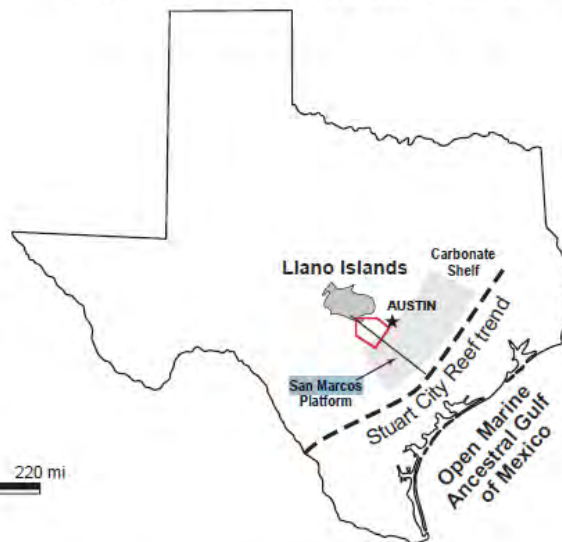 Carbonate
Shelf
Llano Islands
AUSTIN
San Marcos
Platform
Stuart City Reef trend
Open Marine
Ancestral Gulf
of Mexico
220 mi